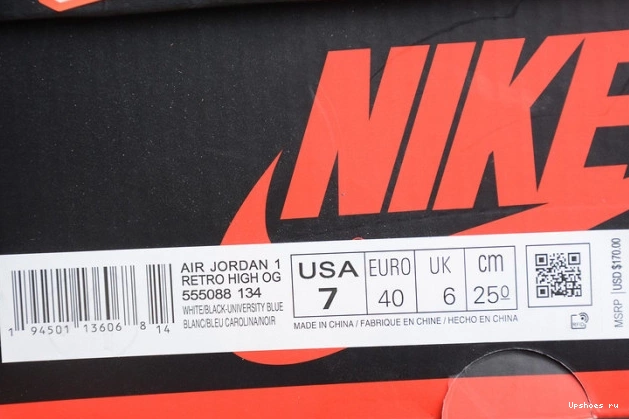 NIKE
AIR JORDAN 1
RETRO HIGH OG
555088 134
WHITE/BLACK-UNIVERSITY BLUE
BLANC/BLEU CAROLINA/NOIR
USA
7
EURO
40
UK
6
cm
25º
MADE IN CHINA / FABRIQUE EN CHINE / HECHO EN CHINA
MSRP USD $170.00
1 94501 13606 8 14
Upshoes ru